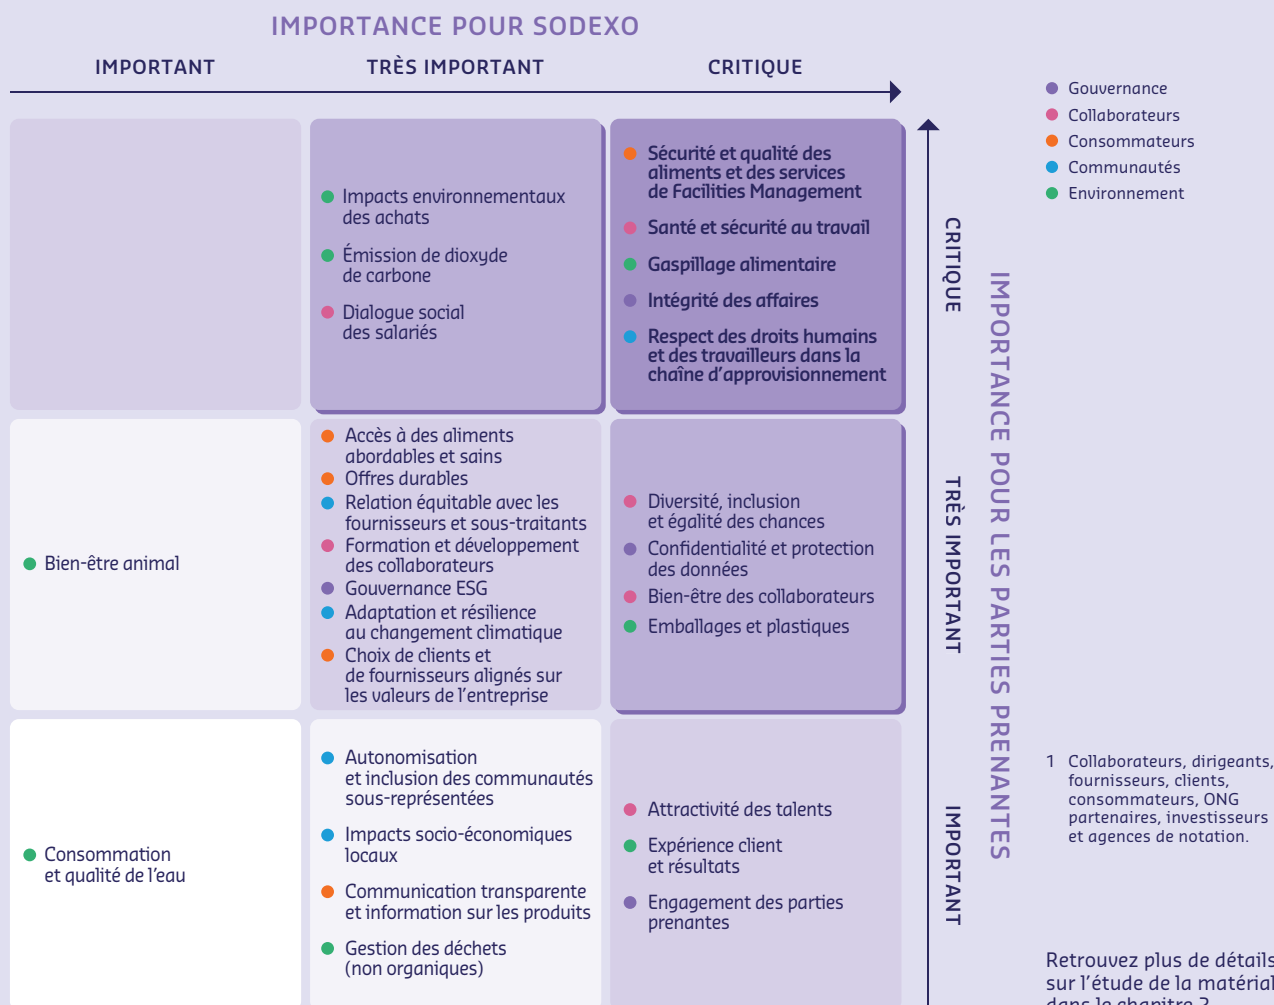 IMPORTANCE POUR SODEXO
IMPORTANT
TRÈS IMPORTANT
CRITIQUE
Gouvernance
Collaborateurs
Consommateurs
Communautés
Environnement
Impacts environnementaux
des achats
Émission de dioxyde
de carbone
Dialogue social
des salariés
Sécurité et qualité des
aliments et des services
de Facilities Management
Santé et sécurité au travail
Gaspillage alimentaire
Intégrité des affaires
Respect des droits humains
et des travailleurs dans la
chaîne d'approvisionnement
CRITIQUE
IMPORTANCE POUR LES PARTIES PRENANTES
Bien-être animal
Accès à des aliments
abordables et sains
Offres durables
Relation équitable avec les
fournisseurs et sous-traitants
Formation et développement
des collaborateurs
Gouvernance ESG
Adaptation et résilience
au changement climatique
Choix de clients et
de fournisseurs alignés sur
les valeurs de l'entreprise
Diversité, inclusion
et égalité des chances
Confidentialité et protection
des données
Bien-être des collaborateurs
Emballages et plastiques
TRÈS IMPORTANT
Consommation
et qualité de l'eau
Autonomisation
et inclusion des communautés
sous-représentées
Impacts socio-économiques
locaux
Communication transparente
et information sur les produits
Gestion des déchets
(non organiques)
Attractivité des talents
Expérience client
et résultats
Engagement des parties
prenantes
IMPORTANT
1 Collaborateurs, dirigeants,
fournisseurs, clients,
consommateurs, ONG
partenaires, investisseurs
et agences de notation.
Retrouvez plus de détails
sur l'étude de la matérial
dans le chapitre 2